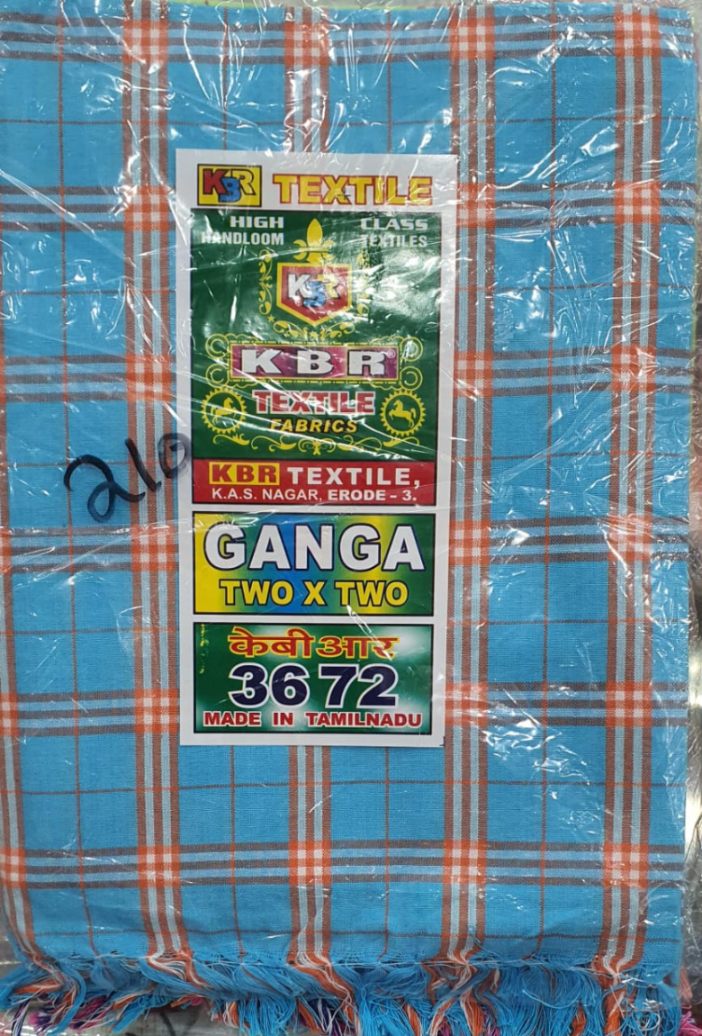 KBR TEXTILE
HIGH CLASS
HANDLOOM TEXTILES
KBR
KBR®
TEXTILE
FABRICS
KBR TEXTILE,
K.A.S. NAGAR, ERODE - 3.
210
GANGA
TWO X TWO
केबीआर
36 72
MADE IN TAMILNADU